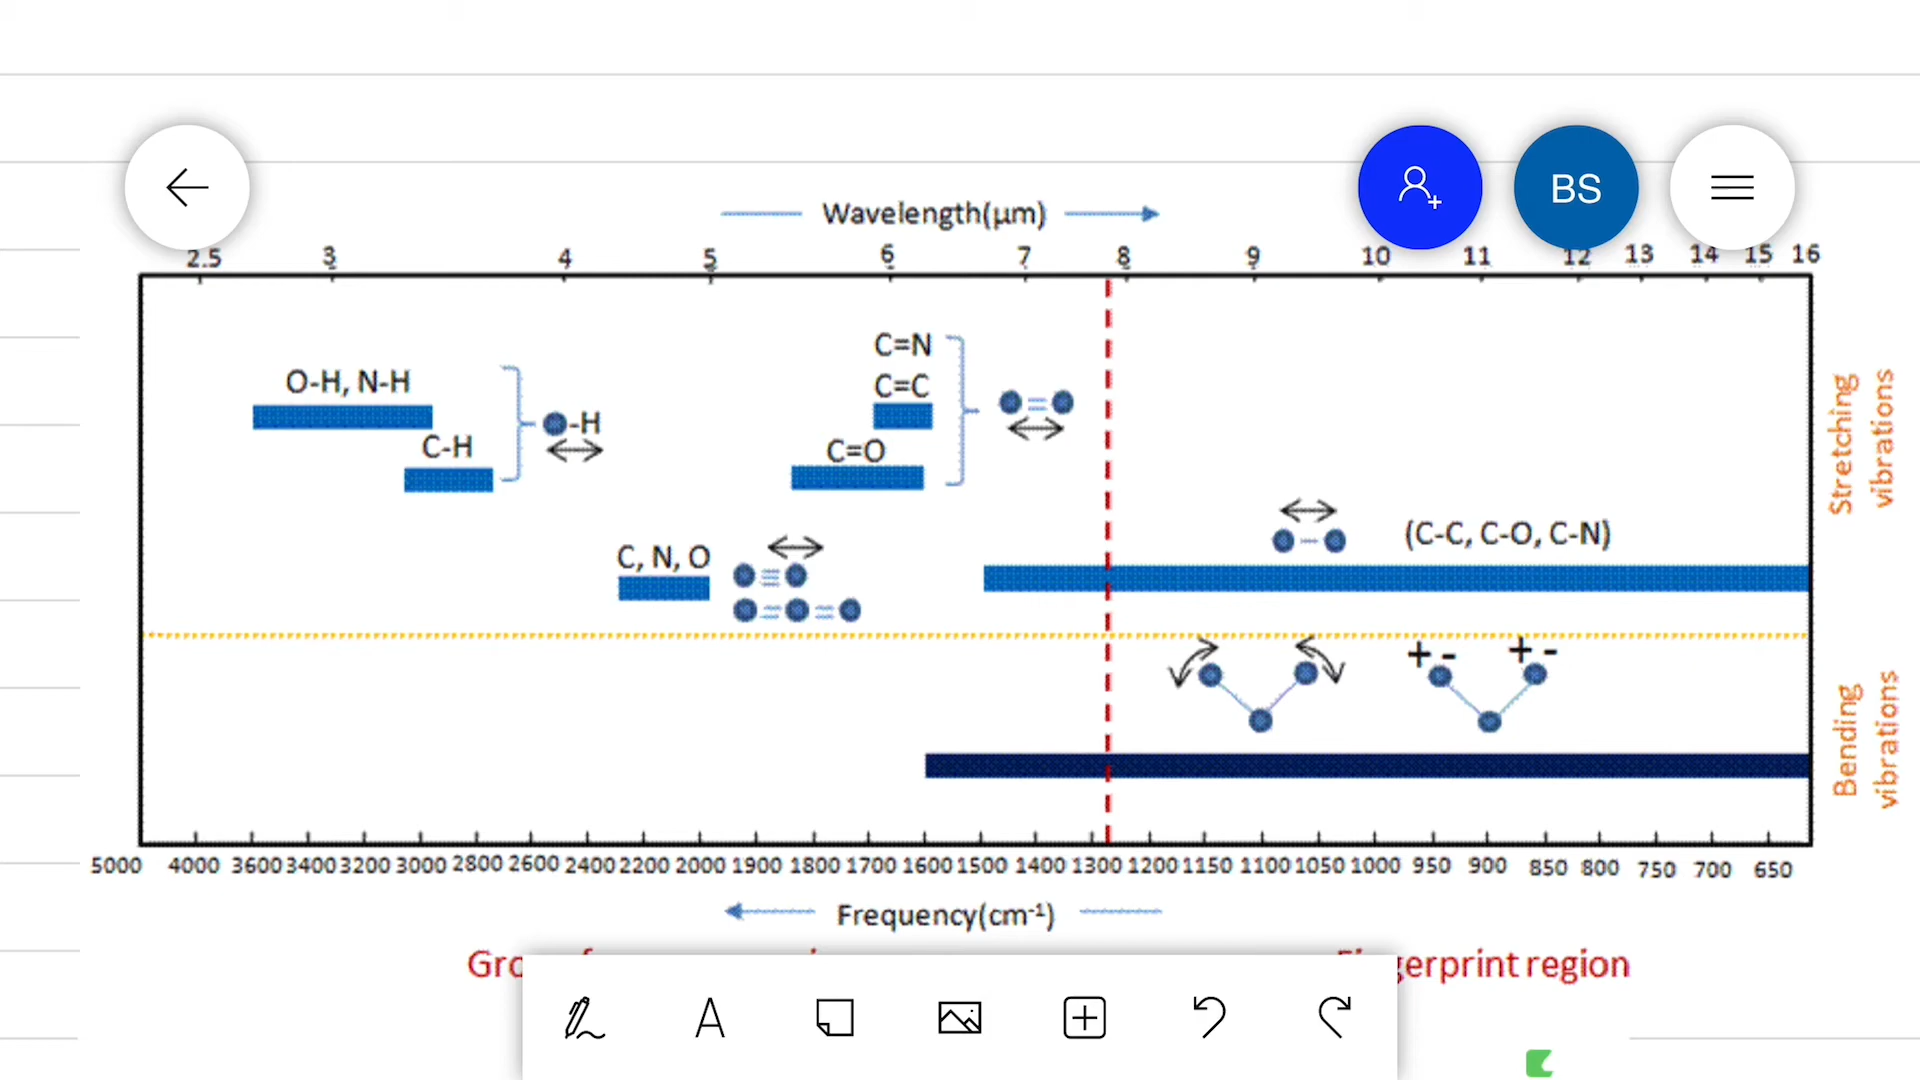 BS
Wavelength(µm)
2.5 3 4 5 6 7 8 9 10 11 12 13 14 15 16
C=N
O-H, N-H C=C
-H
C-H C=O
Stretching
vibrations
(C-C, C-O, C-N)
C, N, O
+ - + -
Bending
vibrations
5000 4000 3600 3400 3200 3000 2800 2600 2400 2200 2000 1900 1800 1700 1600 1500 1400 1300 1200 1150 1100 1050 1000 950 900 850 800 750 700 650
Frequency(cm⁻¹)
region